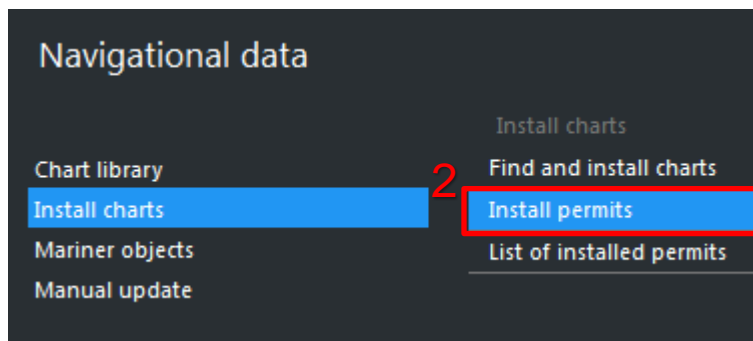 Navigational data
Chart library
Install charts
Mariner objects
Manual update
2
Install charts
Find and install charts
Install permits
List of installed permits